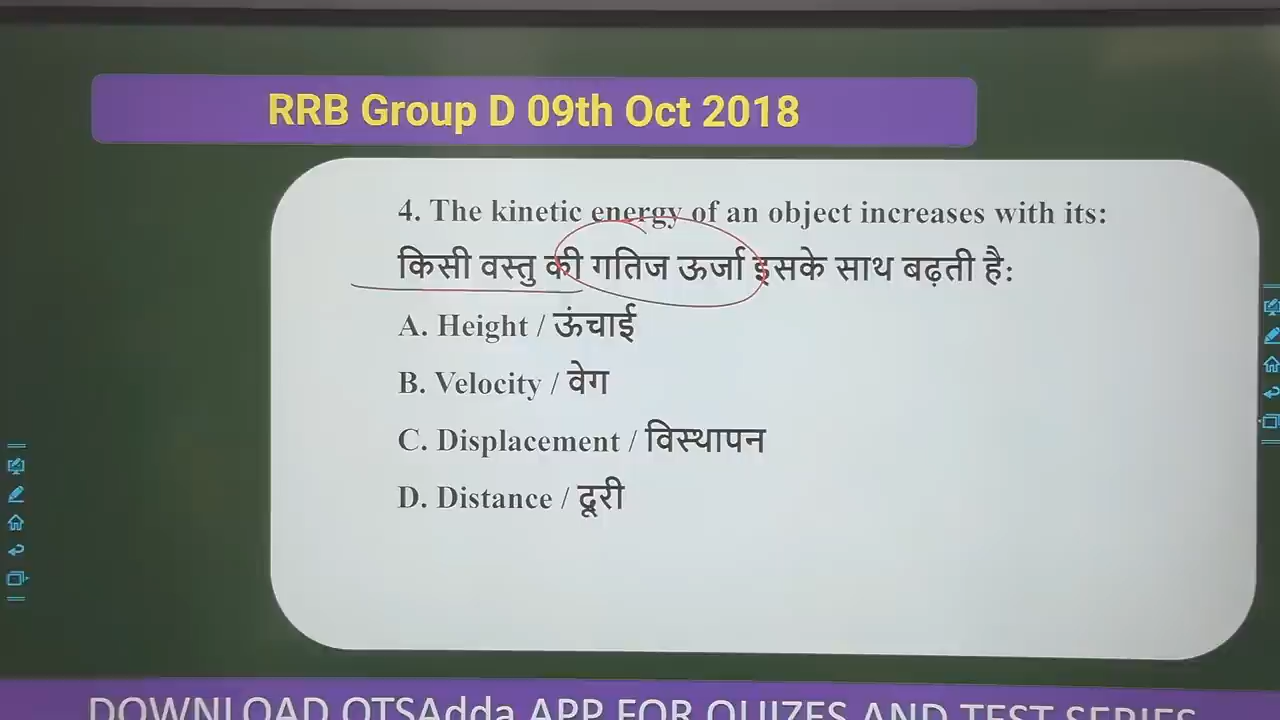 RRB Group D 09th Oct 2018
4. The kinetic energy of an object increases with its:
किसी वस्तु की गतिज ऊर्जा इसके साथ बढ़ती है:
A. Height / ऊंचाई
B. Velocity / वेग
C. Displacement / विस्थापन
D. Distance / दूरी
DOWNLOAD OTSAdda APP FOR QUIZES AND TEST SERIES